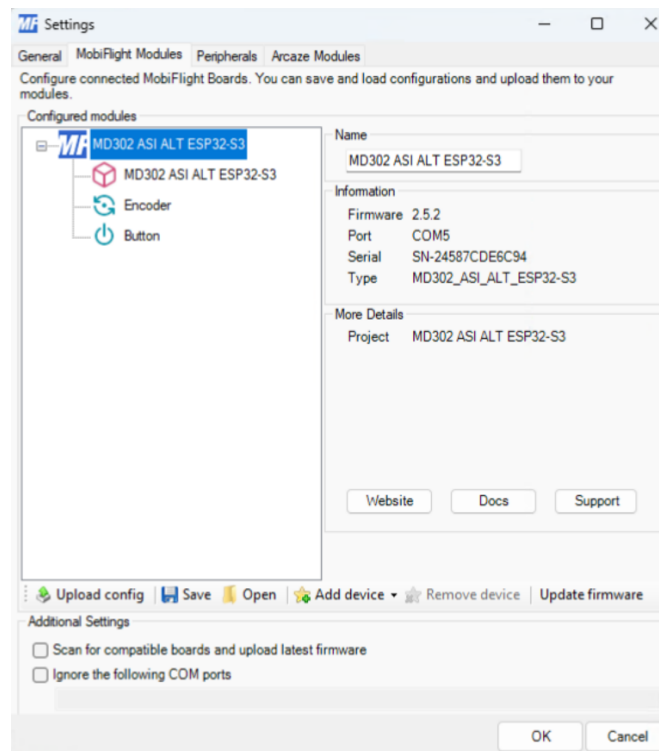 MF Settings
General MobiFlight Modules Peripherals Arcaze Modules
Configure connected MobiFlight Boards. You can save and load configurations and upload them to your
modules.
Configured modules
MF MD302 ASI ALT ESP32-S3
MD302 ASI ALT ESP32-S3
Encoder
Button
Name
MD302 ASI ALT ESP32-S3
Information
Firmware 2.5.2
Port COM5
Serial SN-24587CDE6C94
Type MD302_ASI_ALT_ESP32-S3
More Details
Project MD302 ASI ALT ESP32-S3
Website Docs Support
Upload config Save Open Add device Remove device Update firmware
Additional Settings
Scan for compatible boards and upload latest firmware
Ignore the following COM ports
OK Cancel